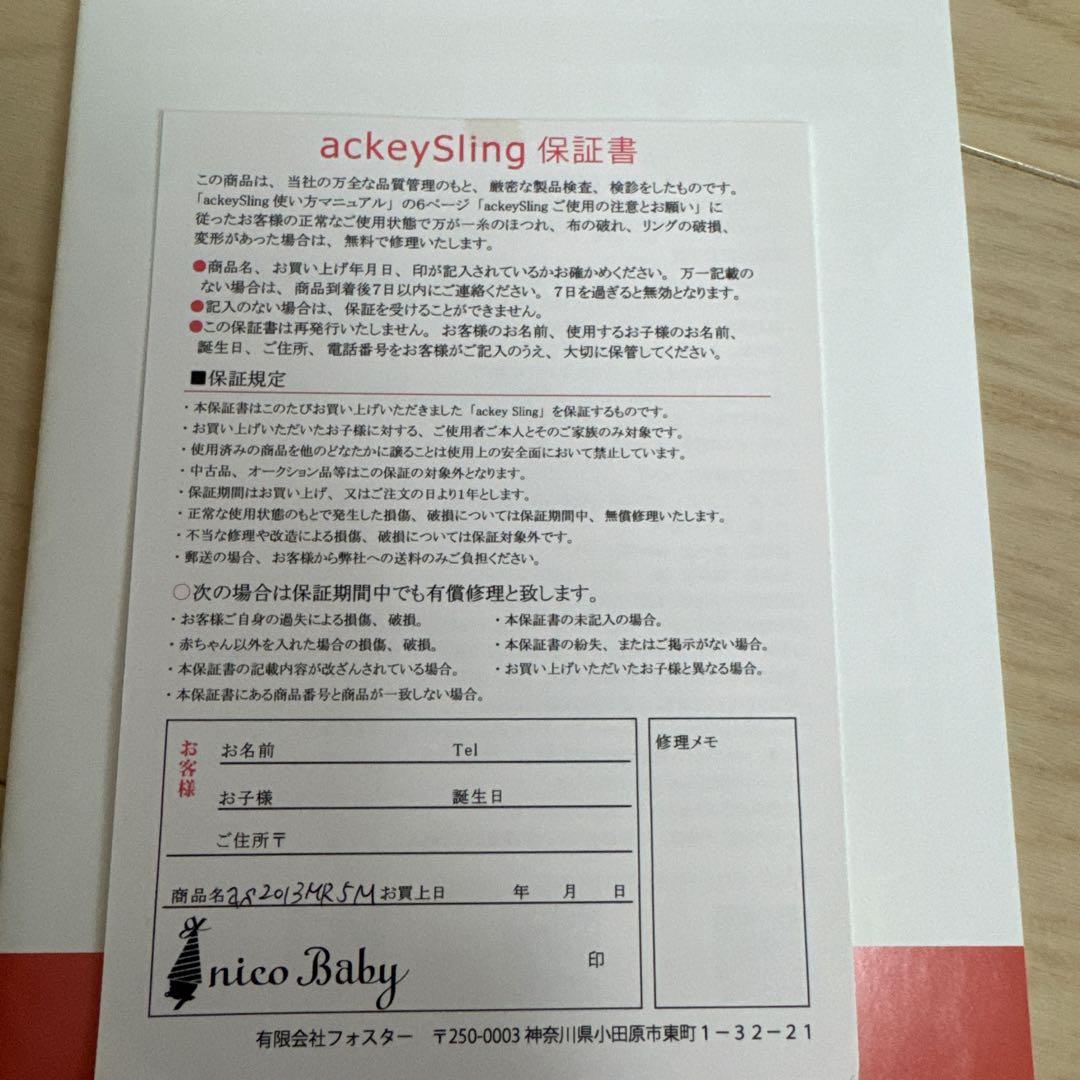 ackeySling 保証書
この商品は、当社の万全な品質管理のもと、厳密な製品検査、検診をしたものです。
「ackeySling 使い方マニュアル」の6ページ「ackeySling ご使用の注意とお願い」に
従ったお客様の正常なご使用状態で万が一糸のほつれ、布の破れ、リングの破損、
変形があった場合は、無料で修理いたします。
●商品名、お買い上げ年月日、印が記入されているかお確かめください。万一記載の
ない場合は、商品到着後7日以内にご連絡ください。7日を過ぎると無効となります。
●記入のない場合は、保証を受けることができません。
●この保証書は再発行いたしません。お客様のお名前、使用するお子様のお名前、
誕生日、ご住所、電話番号をお客様がご記入のうえ、大切に保管してください。
■保証規定
・本保証書はこのたびお買い上げいただきました「ackey Sling」を保証するものです。
・お買い上げいただいたお子様に対する、ご使用者ご本人とそのご家族のみ対象です。
・使用済みの商品を他のどなたかに譲ることは使用上の安全面において禁止しています。
・中古品、オークション品等はこの保証の対象外となります。
・保証期間はお買い上げ、又はご注文の日より1年とします。
・正常な使用状態のもとで発生した損傷、破損については保証期間中、無償修理いたします。
・不当な修理や改造による損傷、破損については保証対象外です。
・郵送の場合、お客様から弊社への送料のみご負担ください。
○次の場合は保証期間中でも有償修理と致します。
・お客様ご自身の過失による損傷、破損。 ・本保証書の未記入の場合。
・赤ちゃん以外を入れた場合の損傷、破損。 ・本保証書の紛失、またはご掲示がない場合。
・本保証書の記載内容が改ざんされている場合。 ・お買い上げいただいたお子様と異なる場合。
・本保証書にある商品番号と商品が一致しない場合。
お客様 お名前 Tel
お子様 誕生日
ご住所〒
商品名 as2013MR5M お買上日 年 月 日
nico Baby 印
修理メモ
有限会社フォスター 〒250-0003 神奈川県小田原市東町1-32-21